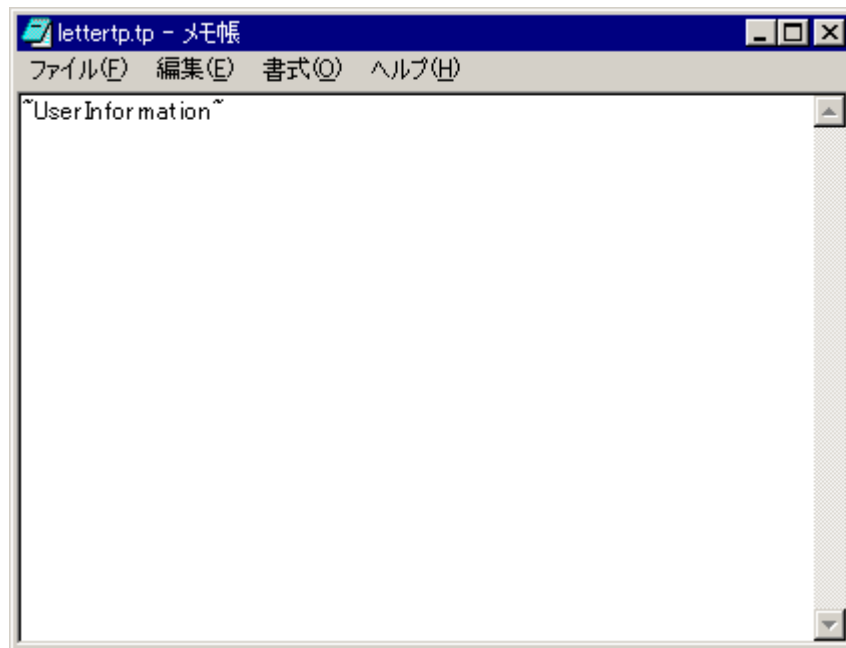 lettertp.tp - メモ帳
ファイル(F) 編集(E) 書式(O) ヘルプ(H)
~UserInformation~